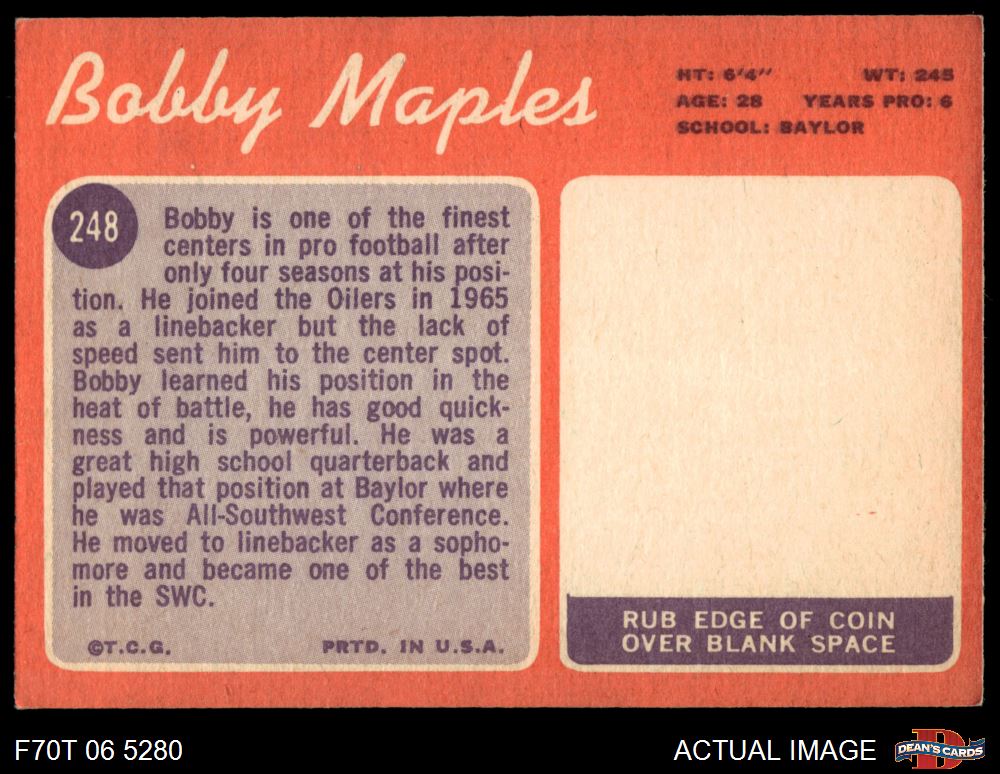 Bobby Maples
HT: 6'4" WT: 245
AGE: 28 YEARS PRO: 6
SCHOOL: BAYLOR
248
Bobby is one of the finest
centers in pro football after
only four seasons at his posi-
tion. He joined the Oilers in 1965
as a linebacker but the lack of
speed sent him to the center spot.
Bobby learned his position in the
heat of battle, he has good quick-
ness and is powerful. He was a
great high school quarterback and
played that position at Baylor where
he was All-Southwest Conference.
He moved to linebacker as a sopho-
more and became one of the best
in the SWC.
©T.C.G. PRTD. IN U.S.A.
RUB EDGE OF COIN
OVER BLANK SPACE
F70T 06 5280
ACTUAL IMAGE
D
DEAN'S CARDS